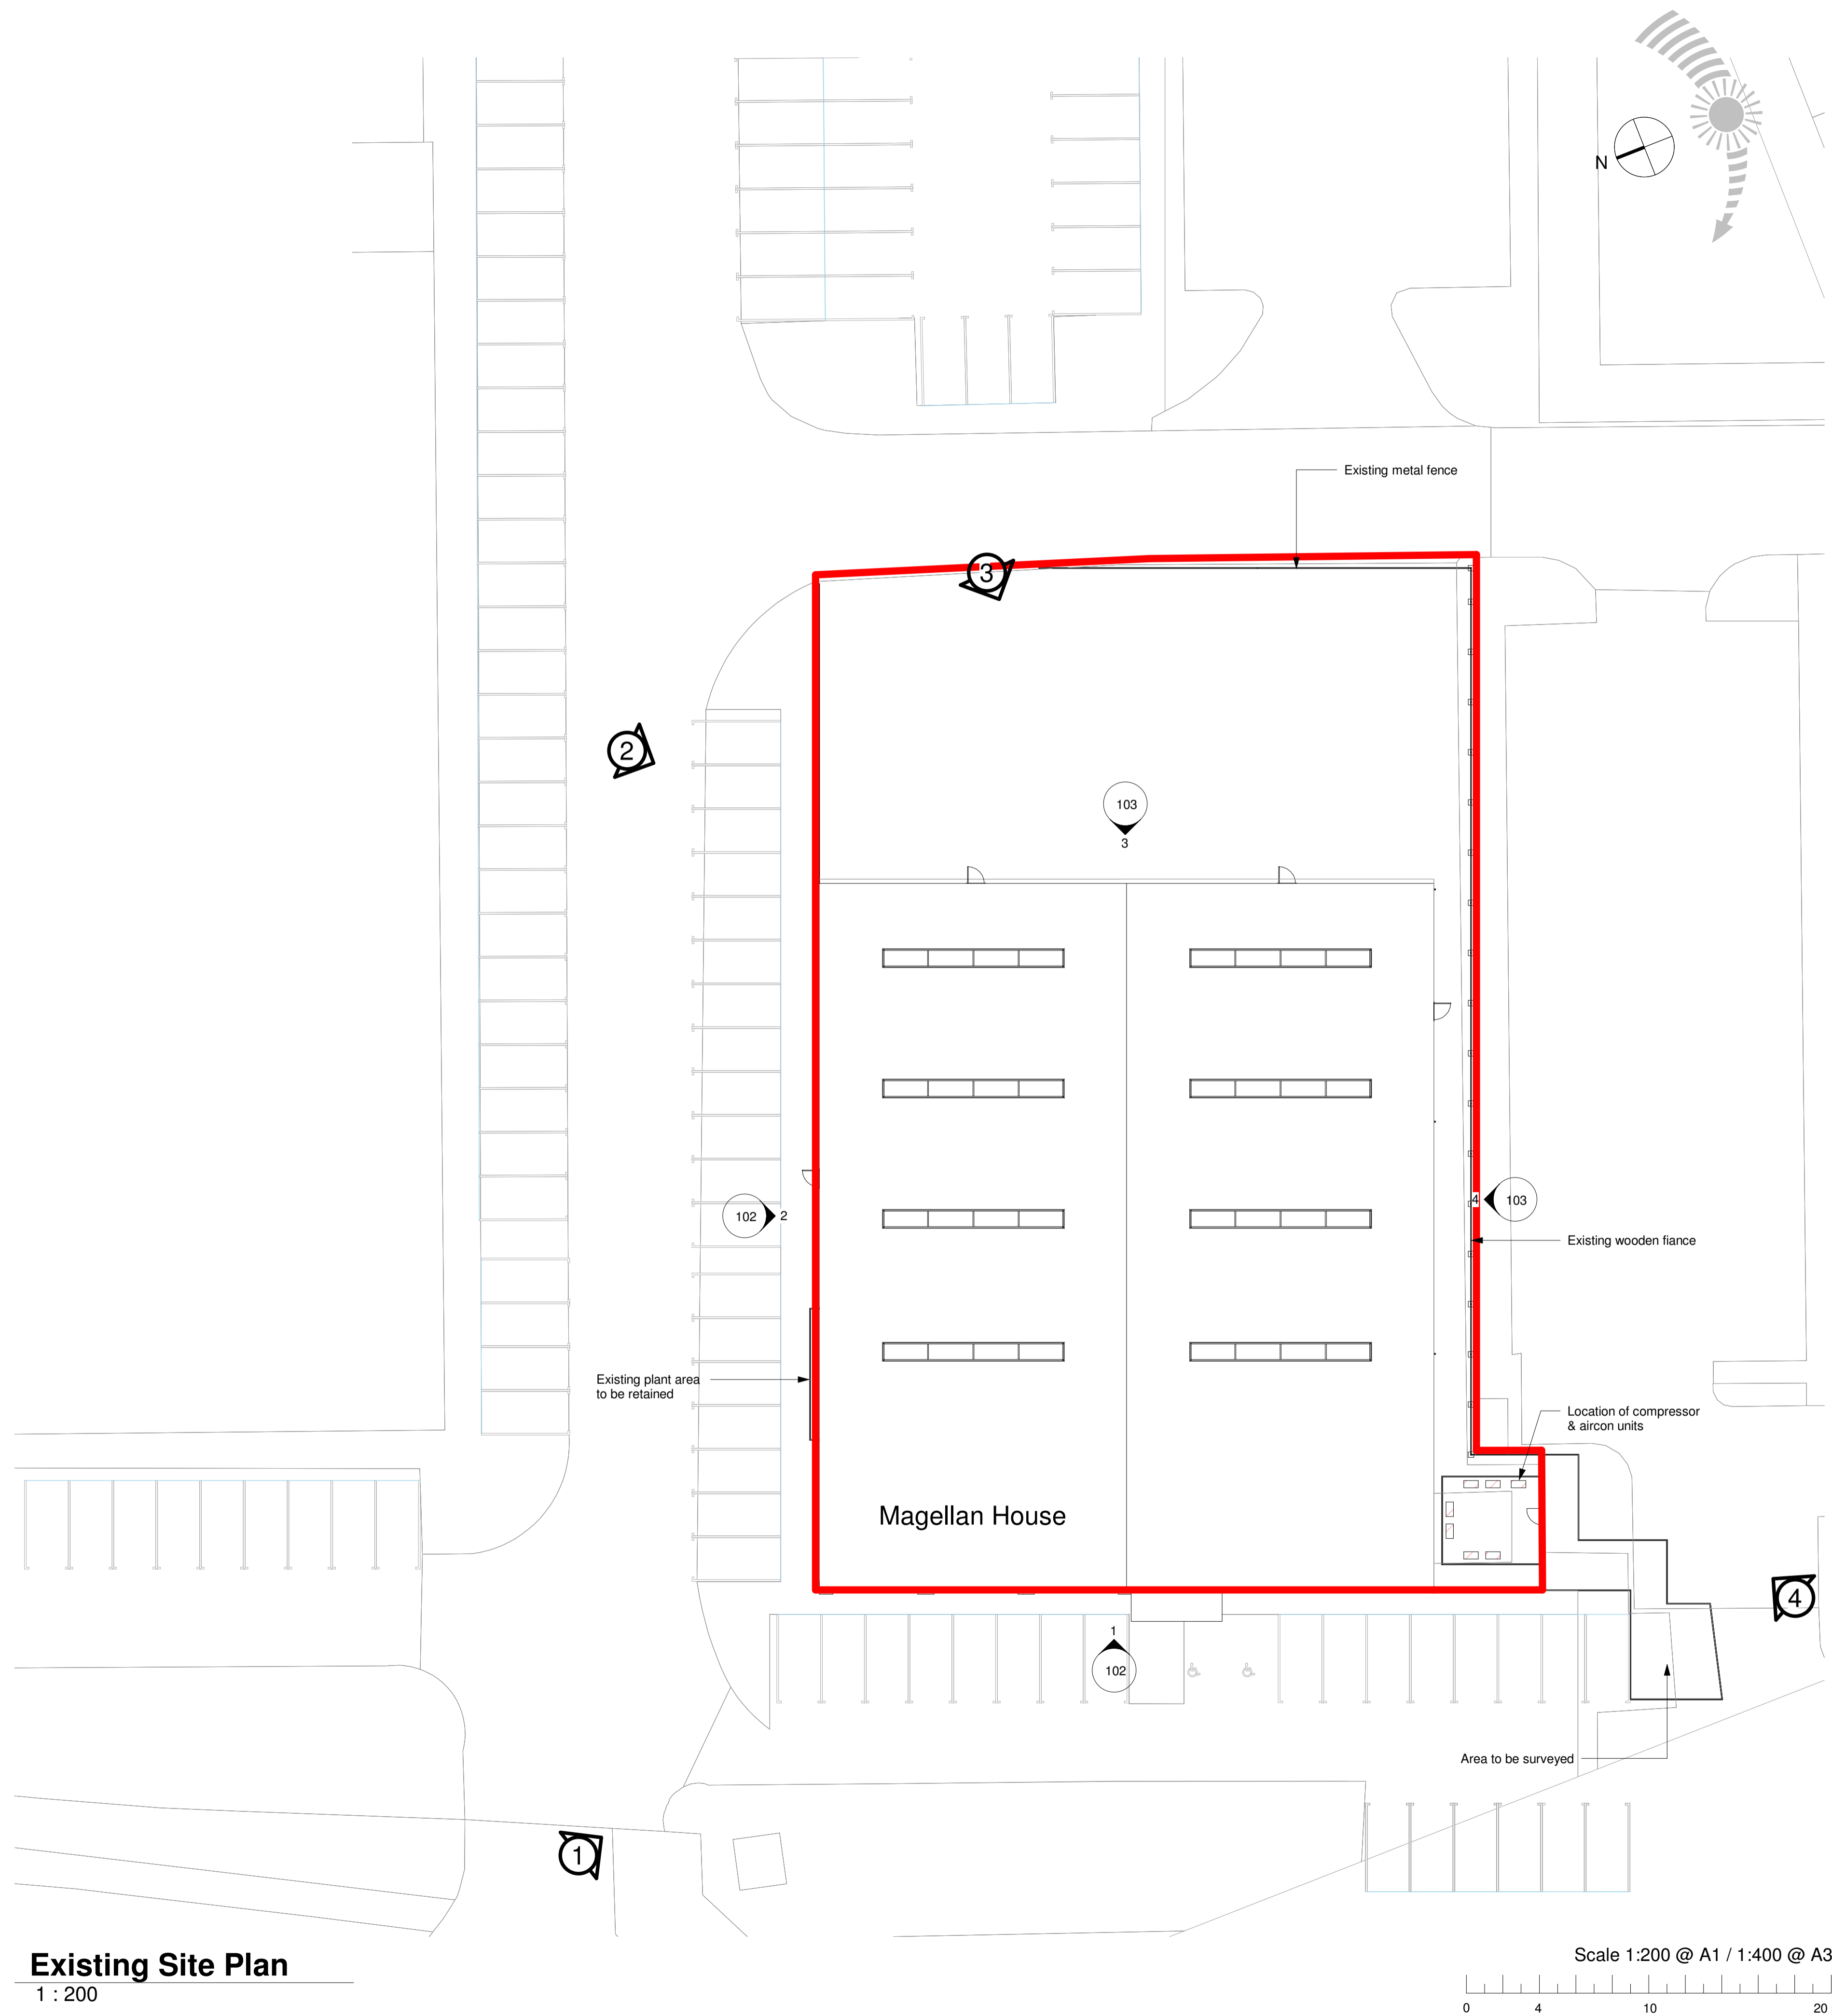 N
Existing metal fence
3
2
103
3
102
2
4
103
Existing wooden fiance
Existing plant area
to be retained
Location of compressor
& aircon units
Magellan House
4
1
102
Area to be surveyed
1
Existing Site Plan
1 : 200
Scale 1:200 @ A1 / 1:400 @ A3
0 4 10 20